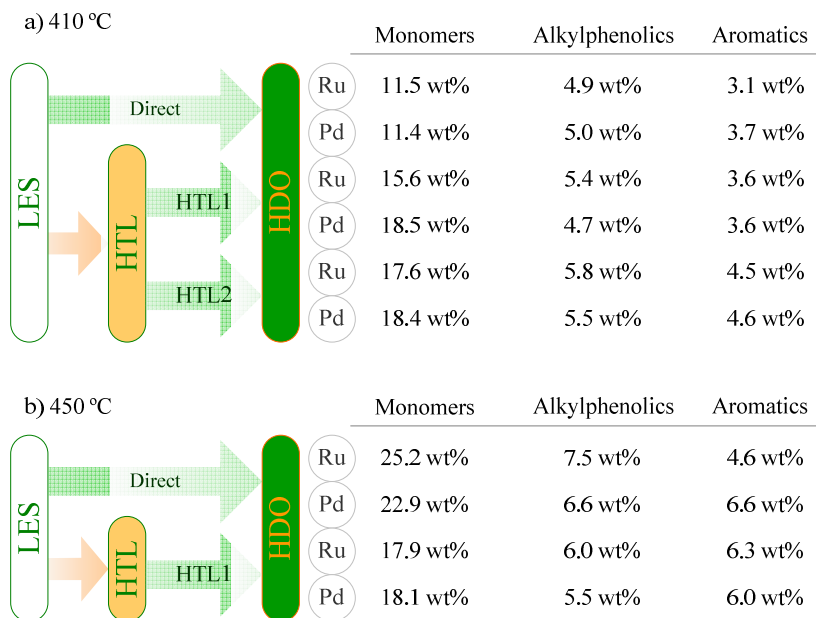 a) 410 ºC
Monomers Alkylphenolics Aromatics
LES
Direct
HTL
HTL1
HTL2
HDO
Ru 11.5 wt% 4.9 wt% 3.1 wt%
Pd 11.4 wt% 5.0 wt% 3.7 wt%
Ru 15.6 wt% 5.4 wt% 3.6 wt%
Pd 18.5 wt% 4.7 wt% 3.6 wt%
Ru 17.6 wt% 5.8 wt% 4.5 wt%
Pd 18.4 wt% 5.5 wt% 4.6 wt%
b) 450 ºC
Monomers Alkylphenolics Aromatics
LES
Direct
HTL
HTL1
HDO
Ru 25.2 wt% 7.5 wt% 4.6 wt%
Pd 22.9 wt% 6.6 wt% 6.6 wt%
Ru 17.9 wt% 6.0 wt% 6.3 wt%
Pd 18.1 wt% 5.5 wt% 6.0 wt%